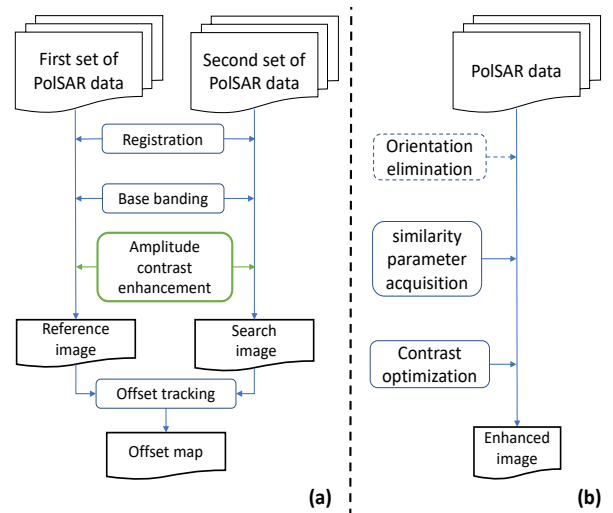 First set of
PolSAR data
Second set of
PolSAR data
Registration
Base banding
Amplitude
contrast
enhancement
Reference
image
Search
image
Offset tracking
Offset map
(a)
PolSAR data
Orientation
elimination
similarity
parameter
acquisition
Contrast
optimization
Enhanced
image
(b)